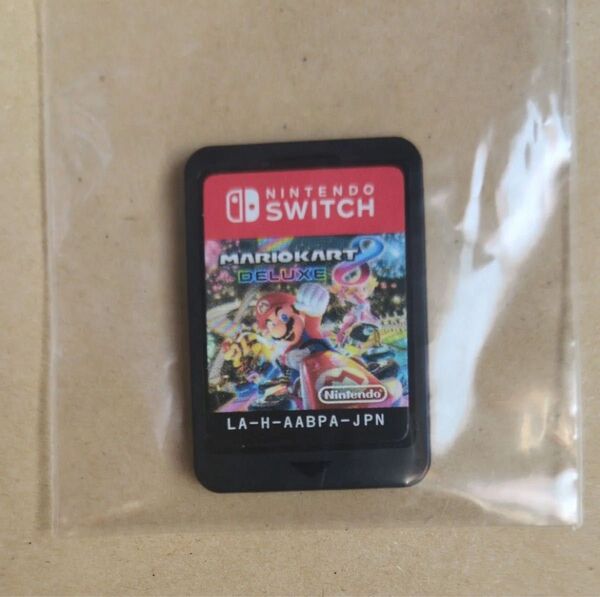 NINTENDO
SWITCH
MARIOKART 8
DELUXE
Nintendo
LA-H-AABPA-JPN